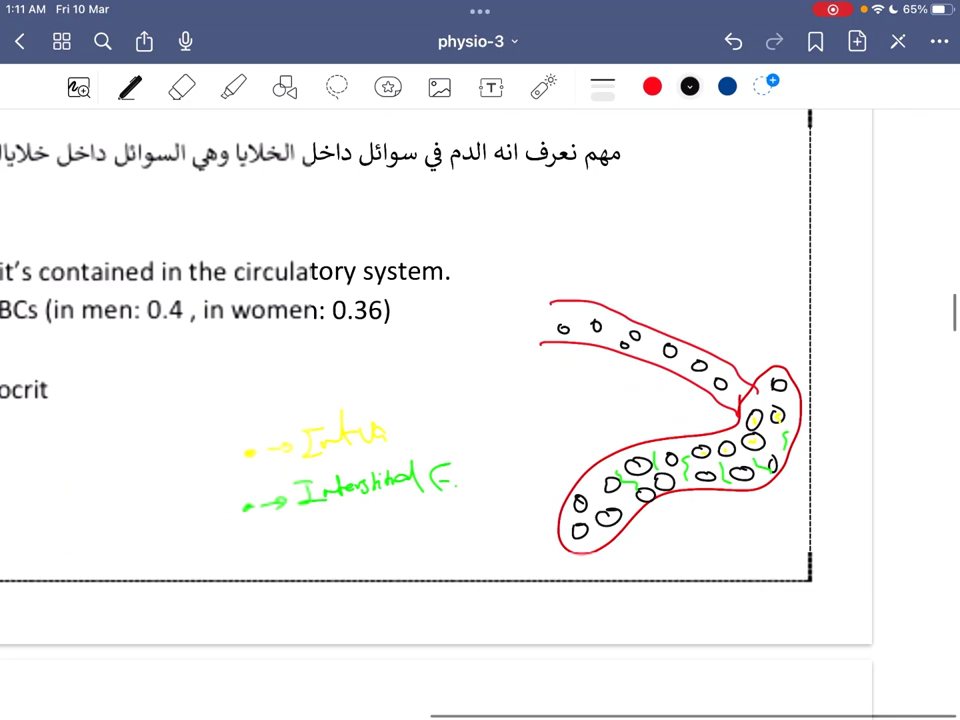 1:11 AM Fri 10 Mar
65%
physio-3
مهم نعرف انه الدم في سوائل داخل الخلايا وهي السوائل داخل خلايا
it's contained in the circulatory system.
BCs (in men: 0.4 , in women: 0.36)
ocrit
Interstitial F.